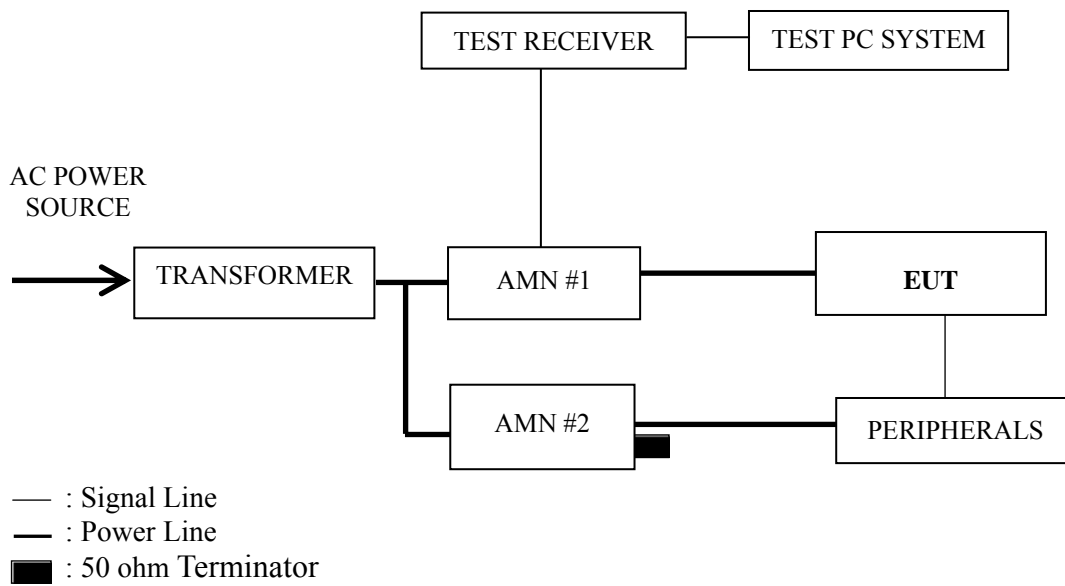 TEST RECEIVER
TEST PC SYSTEM
AC POWER
SOURCE
TRANSFORMER
AMN #1
EUT
AMN #2
PERIPHERALS
: Signal Line
: Power Line
: 50 ohm Terminator